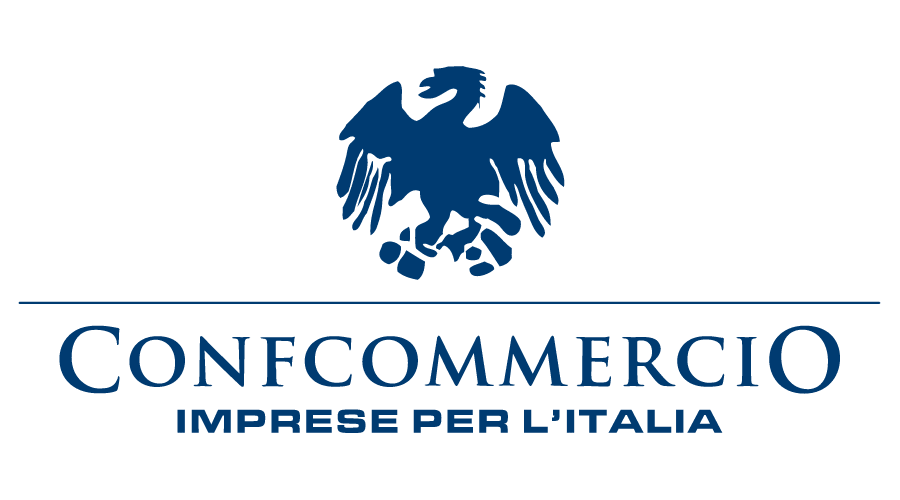 CONFCOMMERCIO
IMPRESE PER L'ITALIA